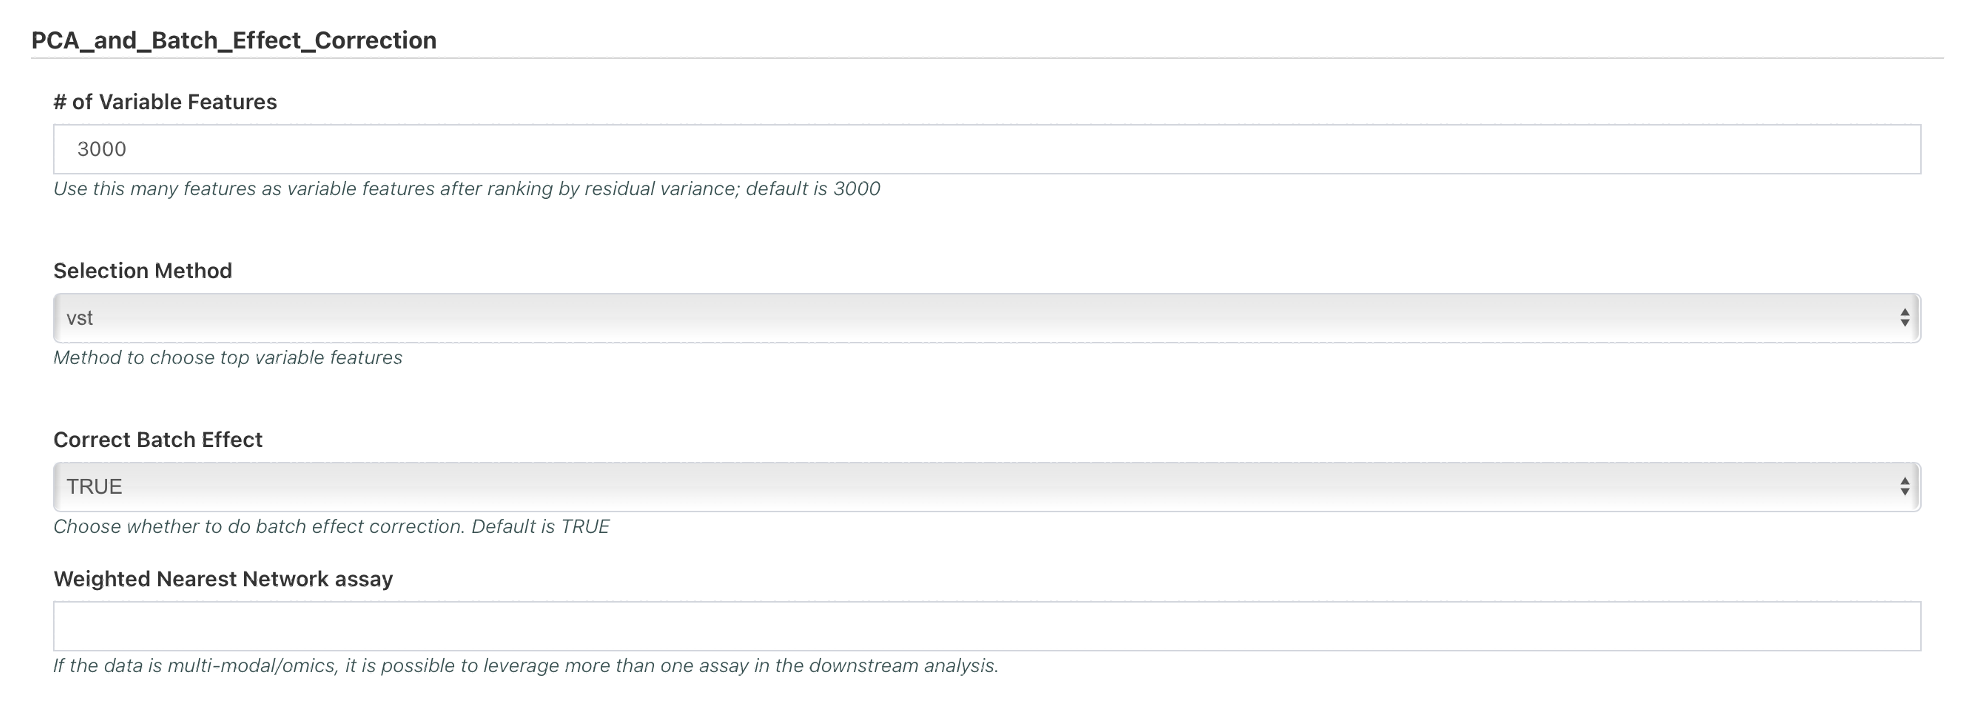 PCA_and_Batch_Effect_Correction
# of Variable Features
3000
Use this many features as variable features after ranking by residual variance; default is 3000
Selection Method
vst
Method to choose top variable features
Correct Batch Effect
TRUE
Choose whether to do batch effect correction. Default is TRUE
Weighted Nearest Network assay
If the data is multi-modal/omics, it is possible to leverage more than one assay in the downstream analysis.